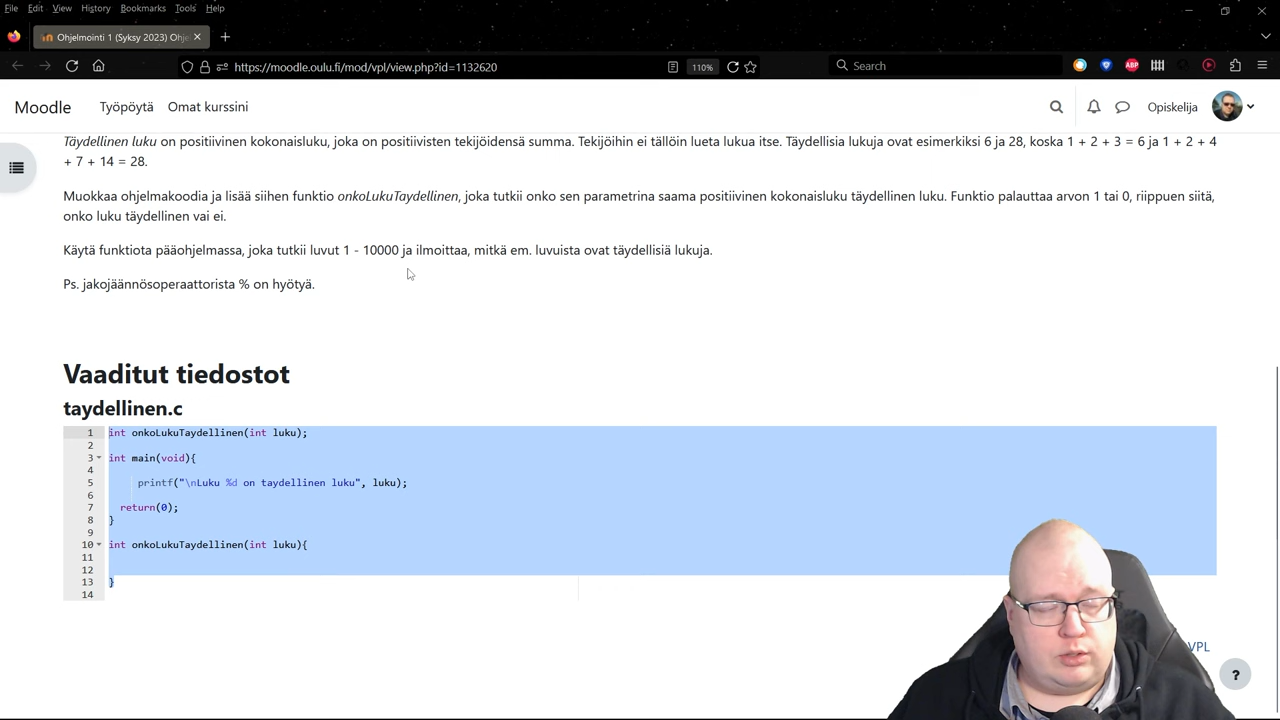 File Edit View History Bookmarks Tools Help
Ohjelmointi 1 (Syksy 2023) Ohje
https://moodle.oulu.fi/mod/vpl/view.php?id=1132620
110%
Search
ABP
Moodle
Työpöytä
Omat kurssini
Opiskelija
Täydellinen luku on positiivinen kokonaisluku, joka on positiivisten tekijöidensä summa. Tekijöihin ei tällöin lueta lukua itse. Täydellisia lukuja ovat esimerkiksi 6 ja 28, koska 1 + 2 + 3 = 6 ja 1 + 2 + 4
+ 7 + 14 = 28.
Muokkaa ohjelmakoodia ja lisää siihen funktio onkoLukuTaydellinen, joka tutkii onko sen parametrina saama positiivinen kokonaisluku täydellinen luku. Funktio palauttaa arvon 1 tai 0, riippuen siitä,
onko luku täydellinen vai ei.
Käytä funktiota pääohjelmassa, joka tutkii luvut 1 - 10000 ja ilmoittaa, mitkä em. luvuista ovat täydellisiä lukuja.
Ps. jakojäännösoperaattorista % on hyötyä.
Vaaditut tiedostot
taydellinen.c
1 int onkoLukuTaydellinen(int luku);
2
3 int main(void){
4
5 printf("\nLuku %d on taydellinen luku", luku);
6
7 return(0);
8 }
9
10 int onkoLukuTaydellinen(int luku){
11
12
13 }
14
VPL
?